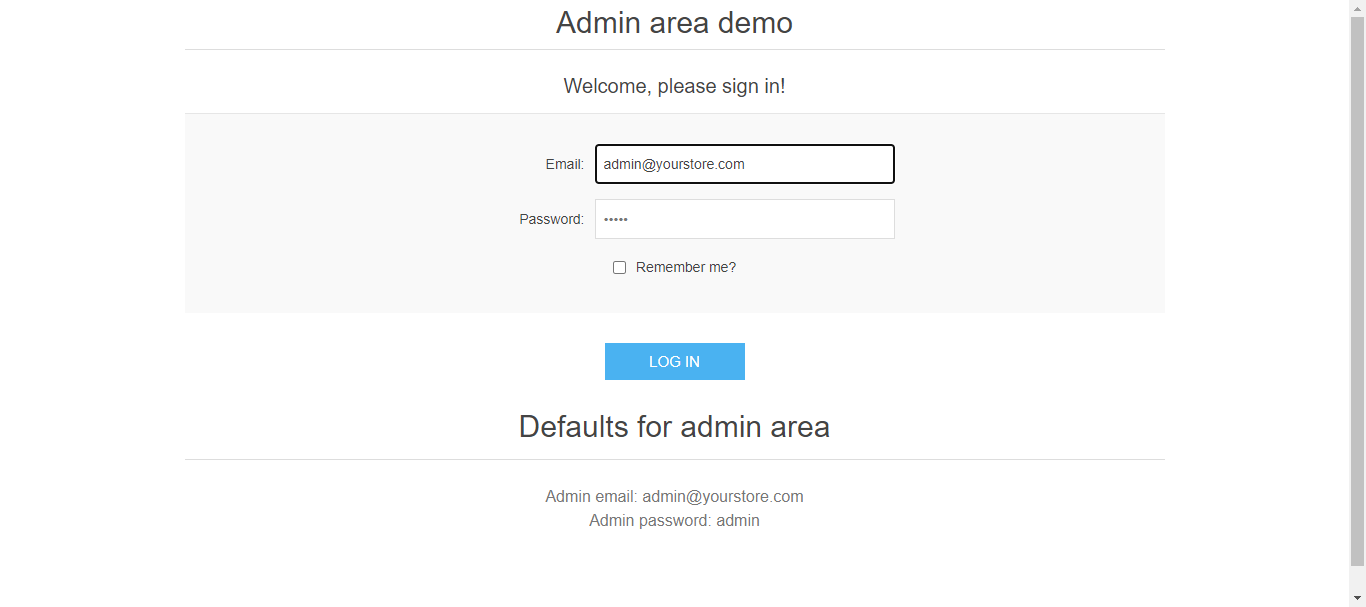 Admin area demo
Welcome, please sign in!
Email: admin@yourstore.com
Password: •••••
Remember me?
LOG IN
Defaults for admin area
Admin email: admin@yourstore.com
Admin password: admin